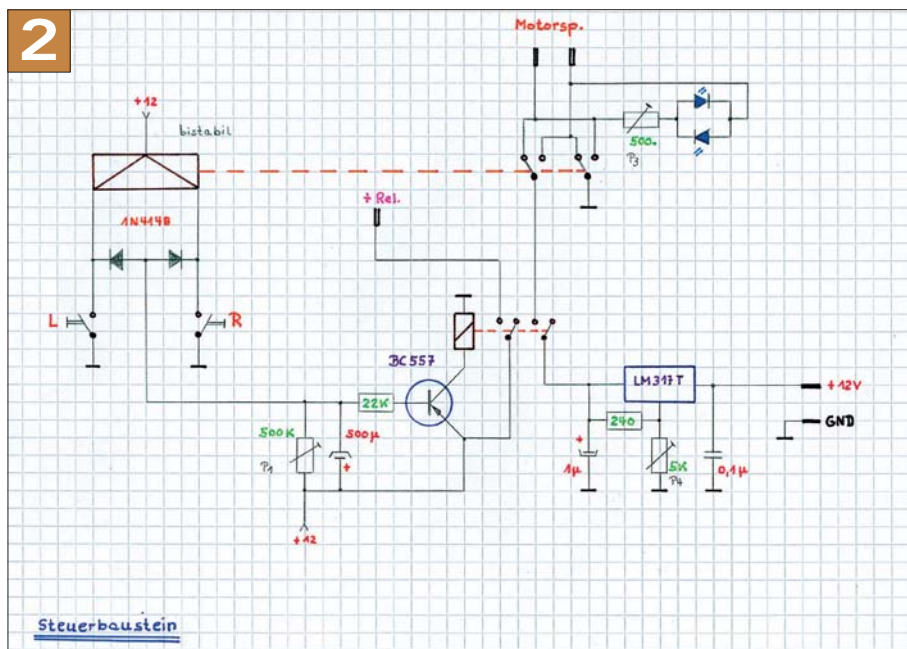 2
Motorsp.
+12
bistabil
500Ω
P3
+ Rel.
1N4148
L
R
BC557
LM317T
+12V
22K
240
GND
500K
500µ
P1
+
+
1µ
5K
P4
0,1µ
+12
Steuerbaustein